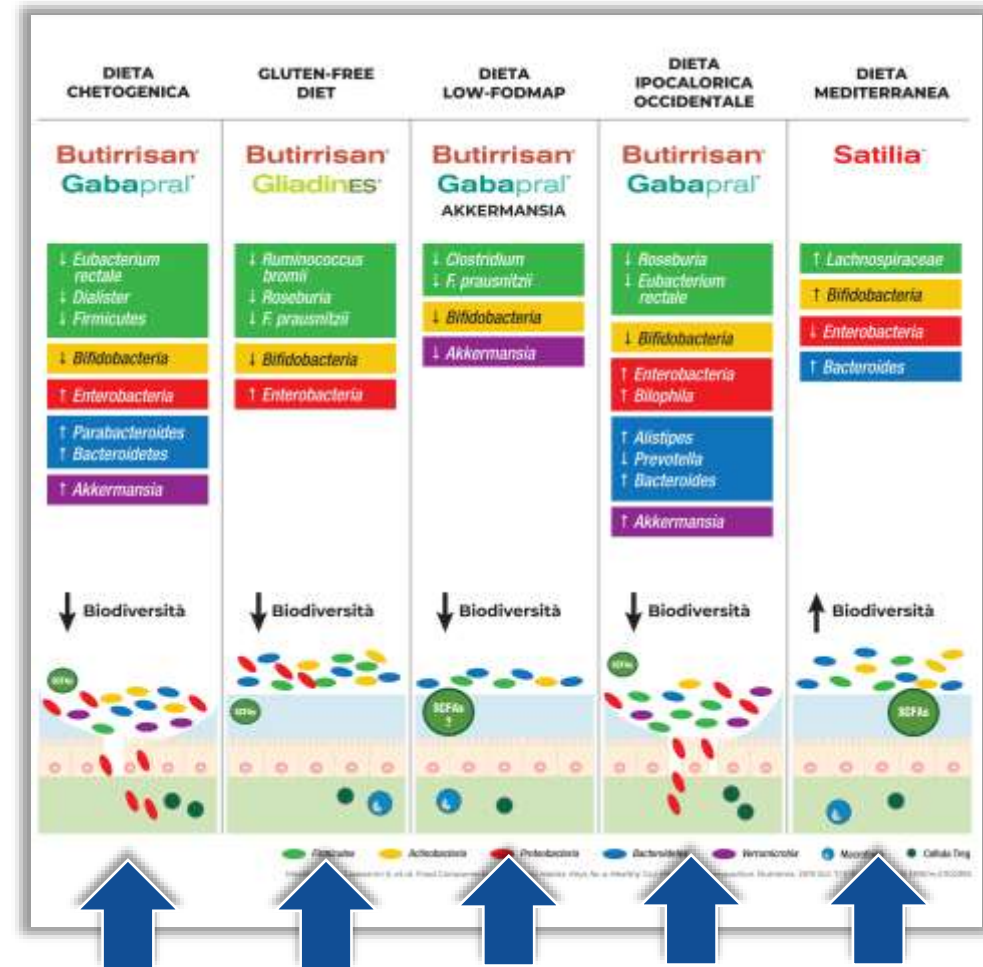 DIETA
CHETOGENICA
GLUTEN-FREE
DIET
DIETA
LOW-FODMAP
DIETA
IPOCALORICA
OCCIDENTALE
DIETA
MEDITERRANEA
Butirrisan
Gabapral
Butirrisan
GliadinES
Butirrisan
Gabapral
AKKERMANSIA
Butirrisan
Gabapral
Satilia
↓ Eubacterium
rectale
↓ Dialister
↓ Firmicutes
↓ Bifidobacteria
↑ Enterobacteria
↑ Parabacteroides
↑ Bacteroidetes
↑ Akkermansia
↓ Ruminococcus
bromii
↓ Roseburia
↓ F. prausnitzii
↓ Bifidobacteria
↑ Enterobacteria
↓ Clostridium
↓ F. prausnitzii
↓ Bifidobacteria
↓ Akkermansia
↓ Roseburia
↓ Eubacterium
rectale
↓ Bifidobacteria
↑ Enterobacteria
↑ Bilophila
↑ Alistipes
↓ Prevotella
↑ Bacteroides
↑ Akkermansia
↑ Lachnospiraceae
↑ Bifidobacteria
↓ Enterobacteria
↑ Bacteroides
↓ Biodiversità
↓ Biodiversità
↓ Biodiversità
↓ Biodiversità
↑ Biodiversità
SCFAs
SCFAs
SCFAs
?
SCFAs
SCFAs
Firmicutes
Actinobacteria
Proteobacteria
Bacteroidetes
Cellula Treg